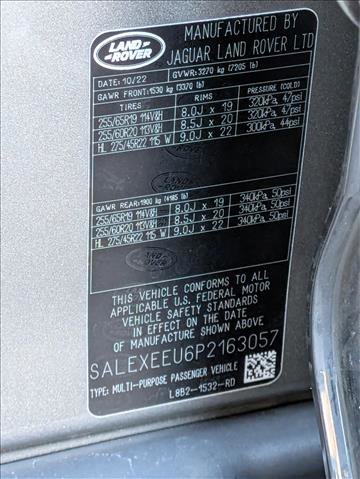 LAND ROVER
MANUFACTURED BY
JAGUAR LAND ROVER LTD
DATE: 10/22 GVWR: 3270 kg (7205 lb)
GAWR FRONT: 1530 kg (3370 lb)
TIRES RIMS PRESSURE (COLD)
255/65R19 114V&H 8.0J x 19 320kPa, 47psi
255/60R20 113V&H 8.5J x 20 320kPa, 47psi
HL 275/45R22 115 W 9.0J x 22 300kPa, 44psi
GAWR REAR: 1900 kg (4185 lb)
255/65R19 114V&H 8.0J x 19 340kPa, 50psi
255/60R20 113V&H 8.5J x 20 340kPa, 50psi
HL 275/45R22 115 W 9.0J x 22 340kPa, 50psi
THIS VEHICLE CONFORMS TO ALL
APPLICABLE U.S. FEDERAL MOTOR
VEHICLE SAFETY STANDARDS
IN EFFECT ON THE DATE OF
MANUFACTURE SHOWN ABOVE.
SALEXEEU6P2163057
TYPE: MULTI-PURPOSE PASSENGER VEHICLE
L8B2-1532-RD